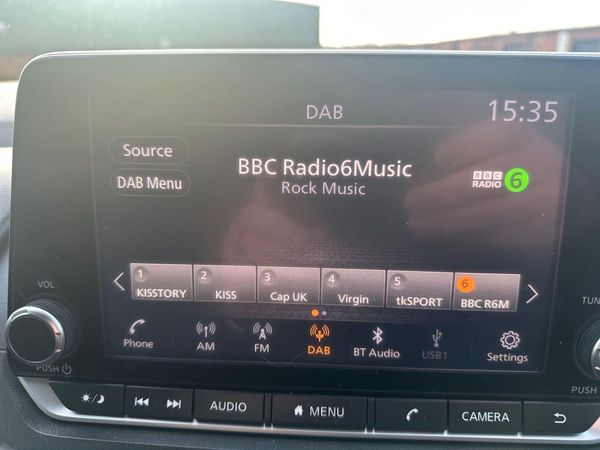 DAB
15:35
Source
DAB Menu
BBC Radio6Music
Rock Music
BBC
RADIO 6
1 KISSTORY
2 KISS
3 Cap UK
4 Virgin
5 tkSPORT
6 BBC R6M
VOL.
TUN
Phone
AM
FM
DAB
BT Audio
USB1
Settings
PUSH
PUSH
AUDIO
MENU
CAMERA